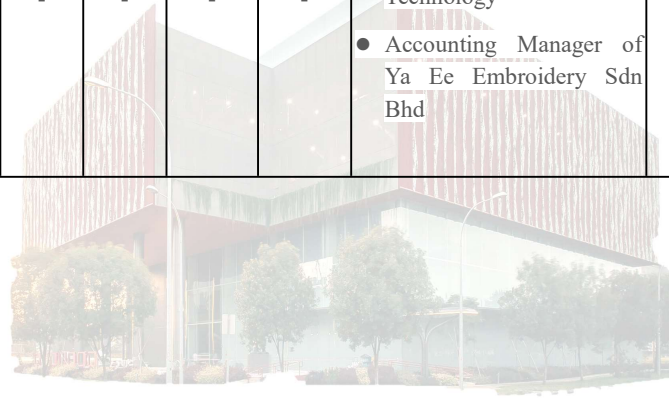 Technology
● Accounting Manager of
Ya Ee Embroidery Sdn
Bhd